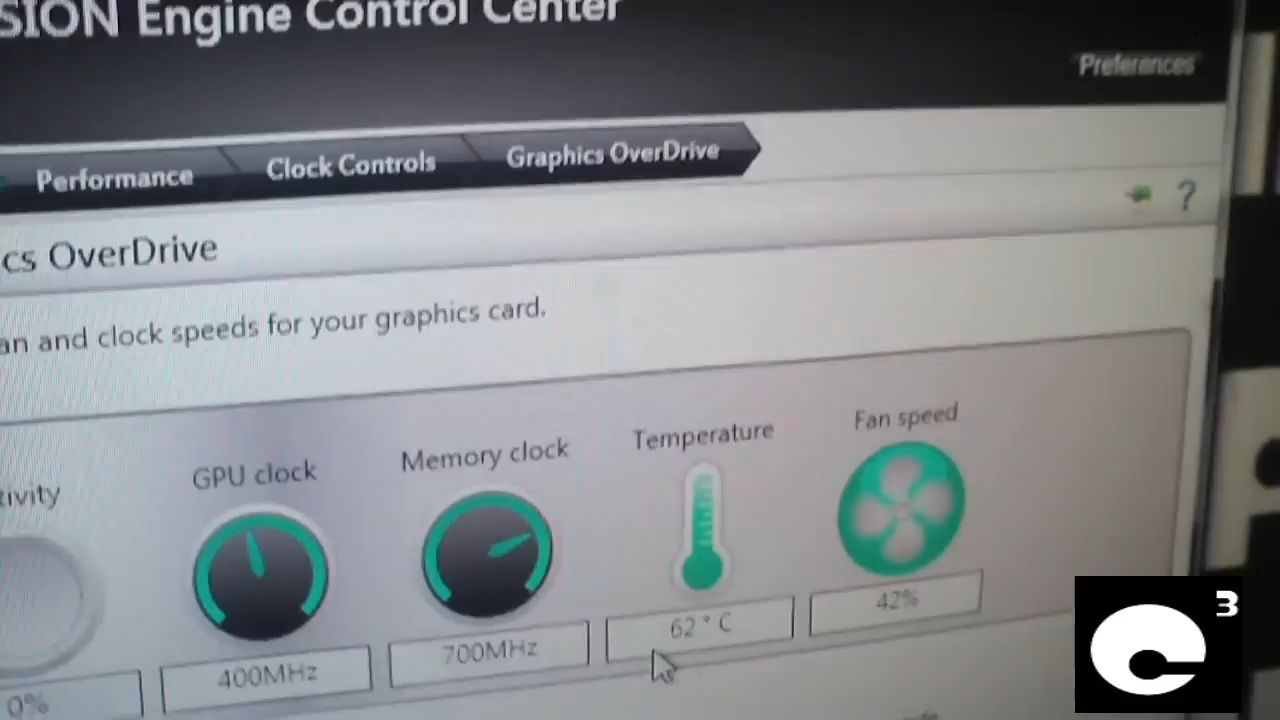 SION Engine Control Center
Preferences
Performance
Clock Controls
Graphics OverDrive
?
cs OverDrive
an and clock speeds for your graphics card.
tivity
GPU clock
Memory clock
Temperature
Fan speed
0%
400MHz
700MHz
62 ° C
42%
3